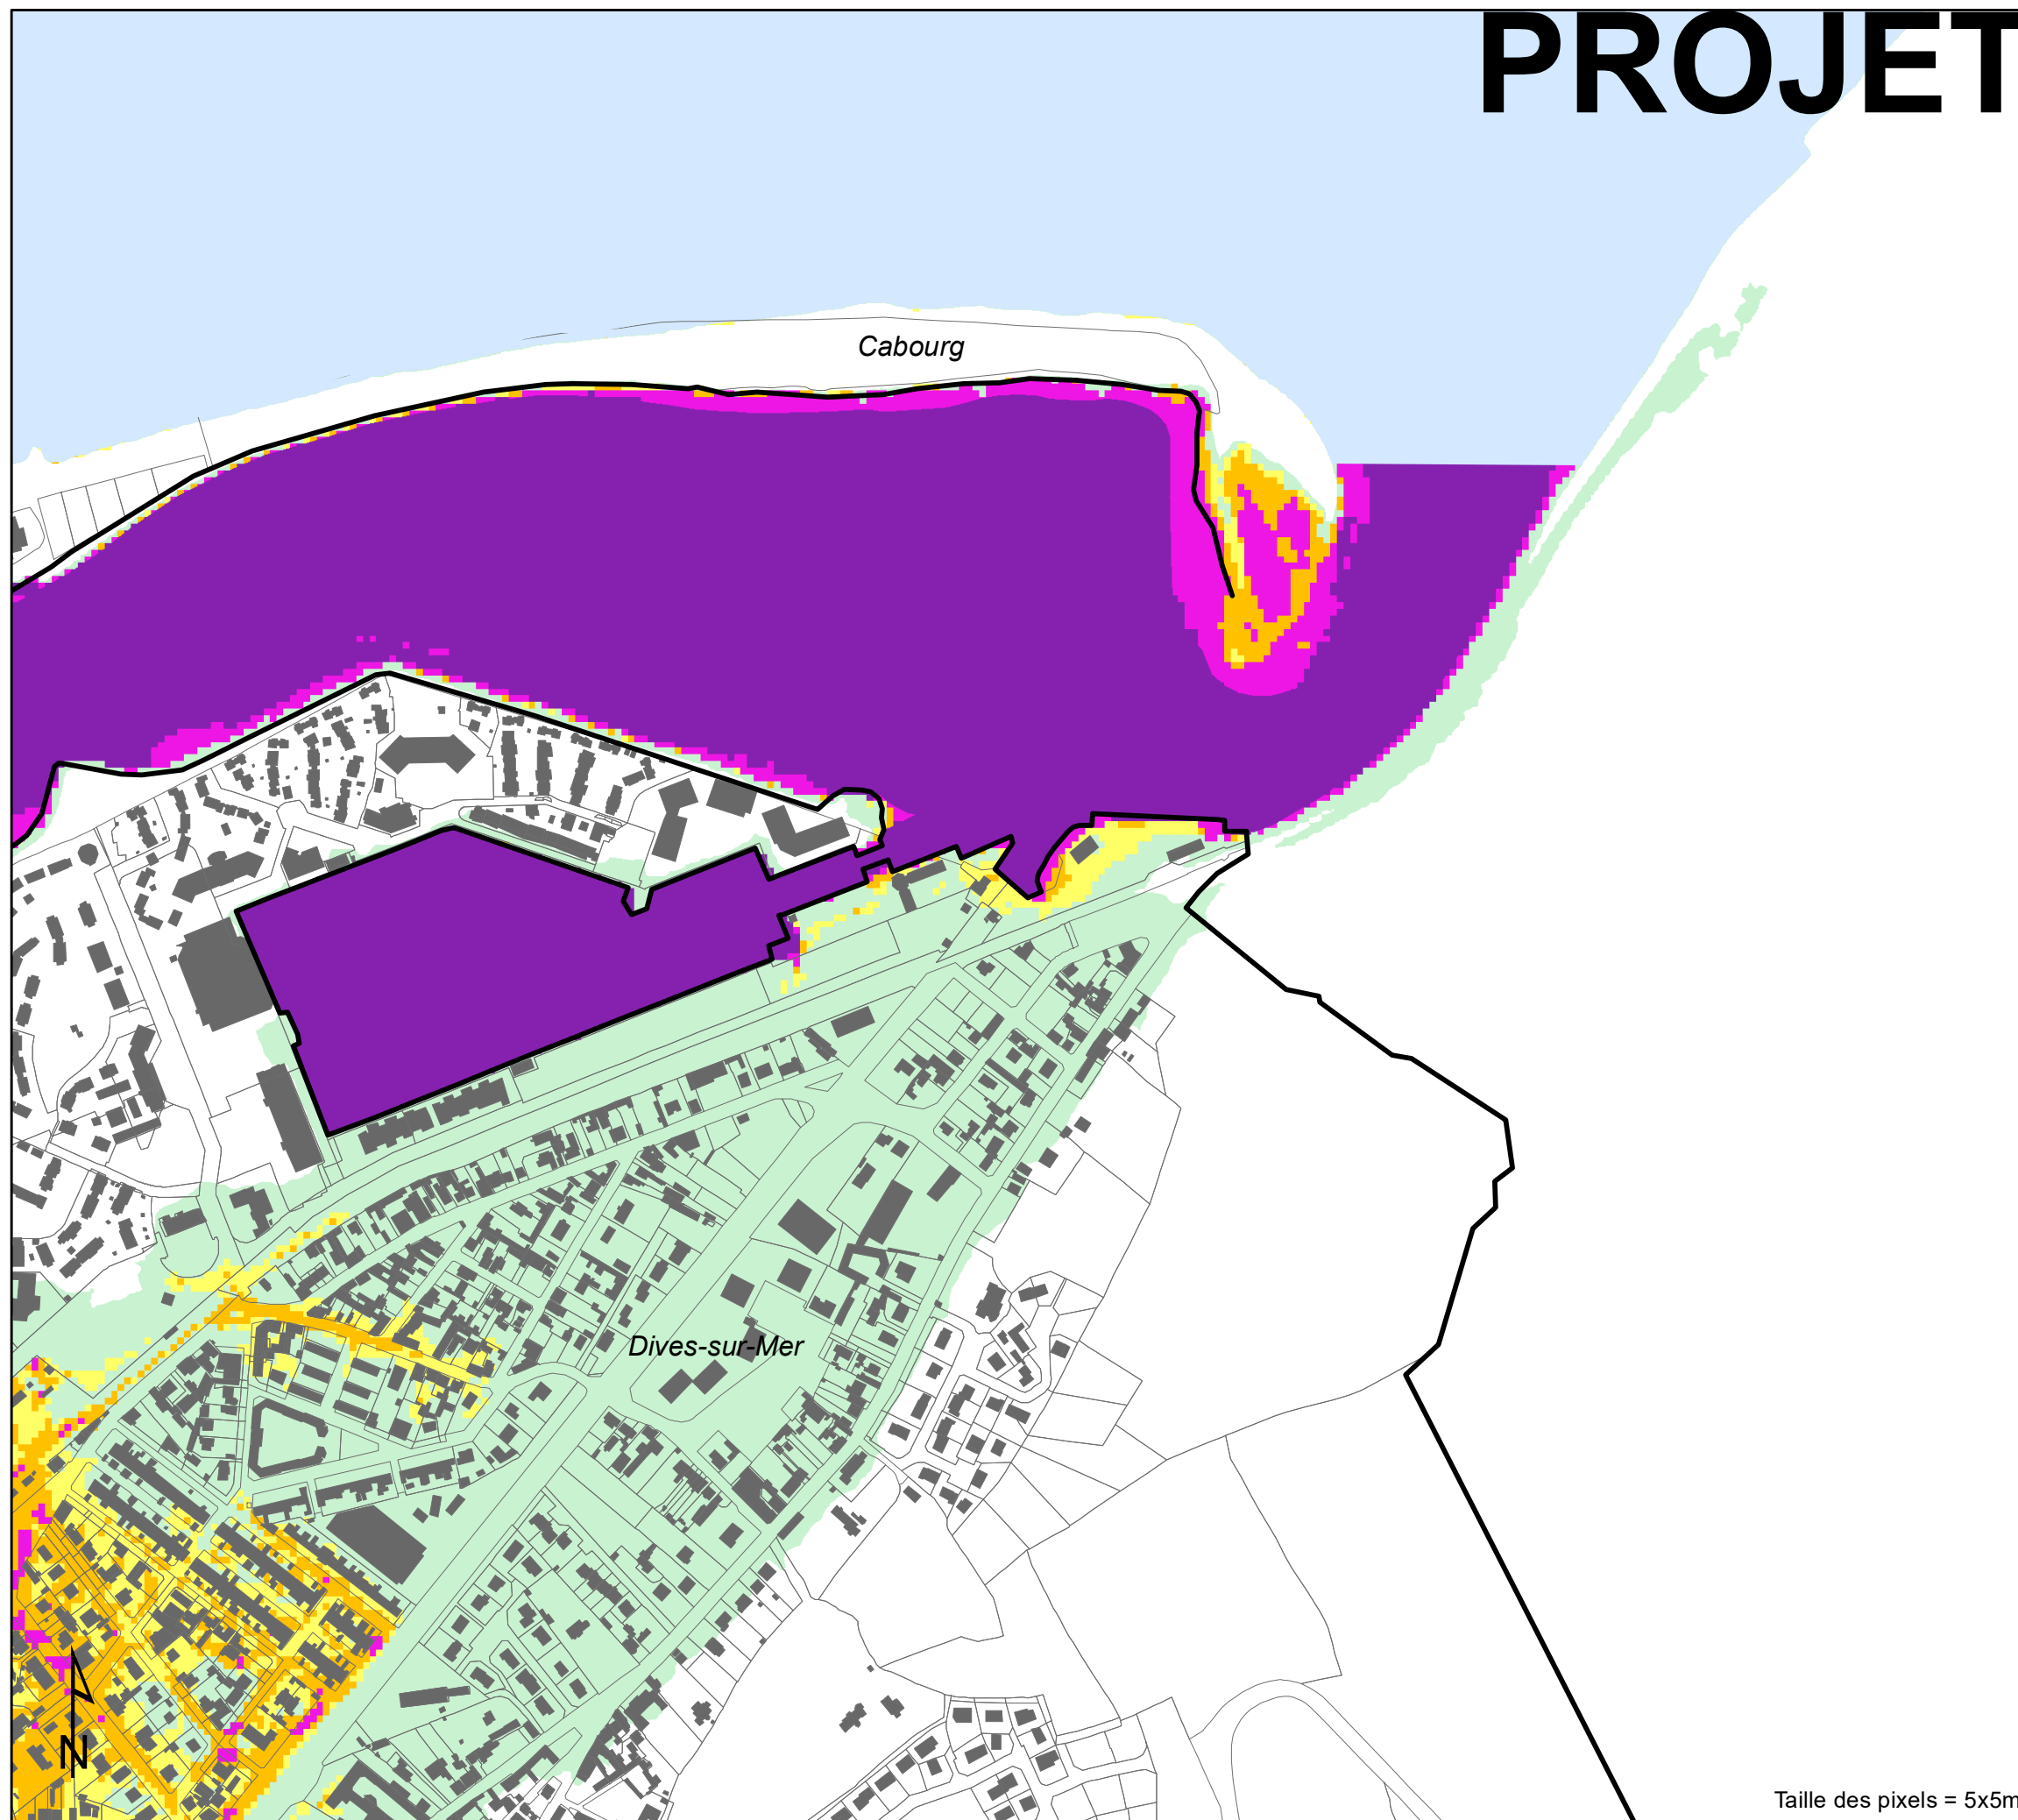 PROJET
Cabourg
Dives-sur-Mer
N
Taille des pixels = 5x5m